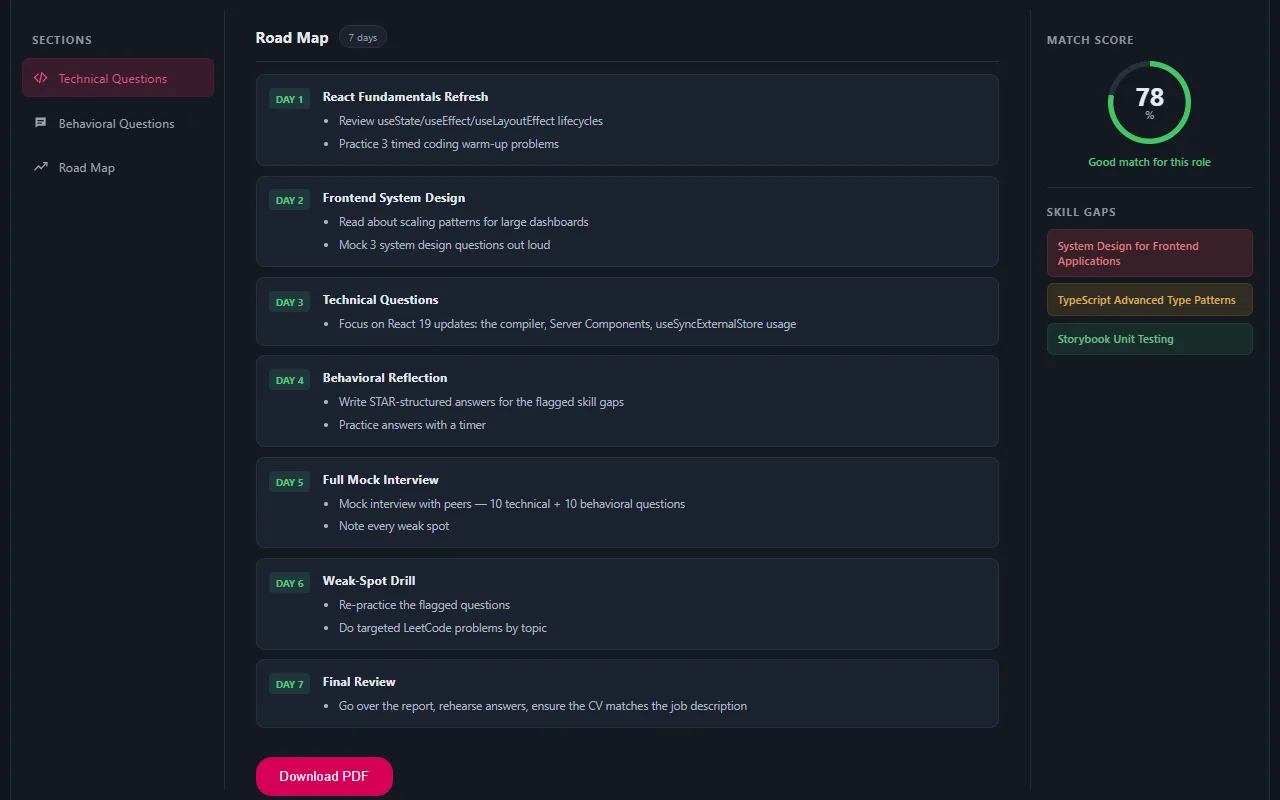 SECTIONS
Technical Questions
Behavioral Questions
Road Map
Road Map
7 days
DAY 1
React Fundamentals Refresh
Review useState/useEffect/useLayoutEffect lifecycles
Practice 3 timed coding warm-up problems
DAY 2
Frontend System Design
Read about scaling patterns for large dashboards
Mock 3 system design questions out loud
DAY 3
Technical Questions
Focus on React 19 updates: the compiler, Server Components, useSyncExternalStore usage
DAY 4
Behavioral Reflection
Write STAR-structured answers for the flagged skill gaps
Practice answers with a timer
DAY 5
Full Mock Interview
Mock interview with peers — 10 technical + 10 behavioral questions
Note every weak spot
DAY 6
Weak-Spot Drill
Re-practice the flagged questions
Do targeted LeetCode problems by topic
DAY 7
Final Review
Go over the report, rehearse answers, ensure the CV matches the job description
Download PDF
MATCH SCORE
78
%
Good match for this role
SKILL GAPS
System Design for Frontend
Applications
TypeScript Advanced Type Patterns
Storybook Unit Testing